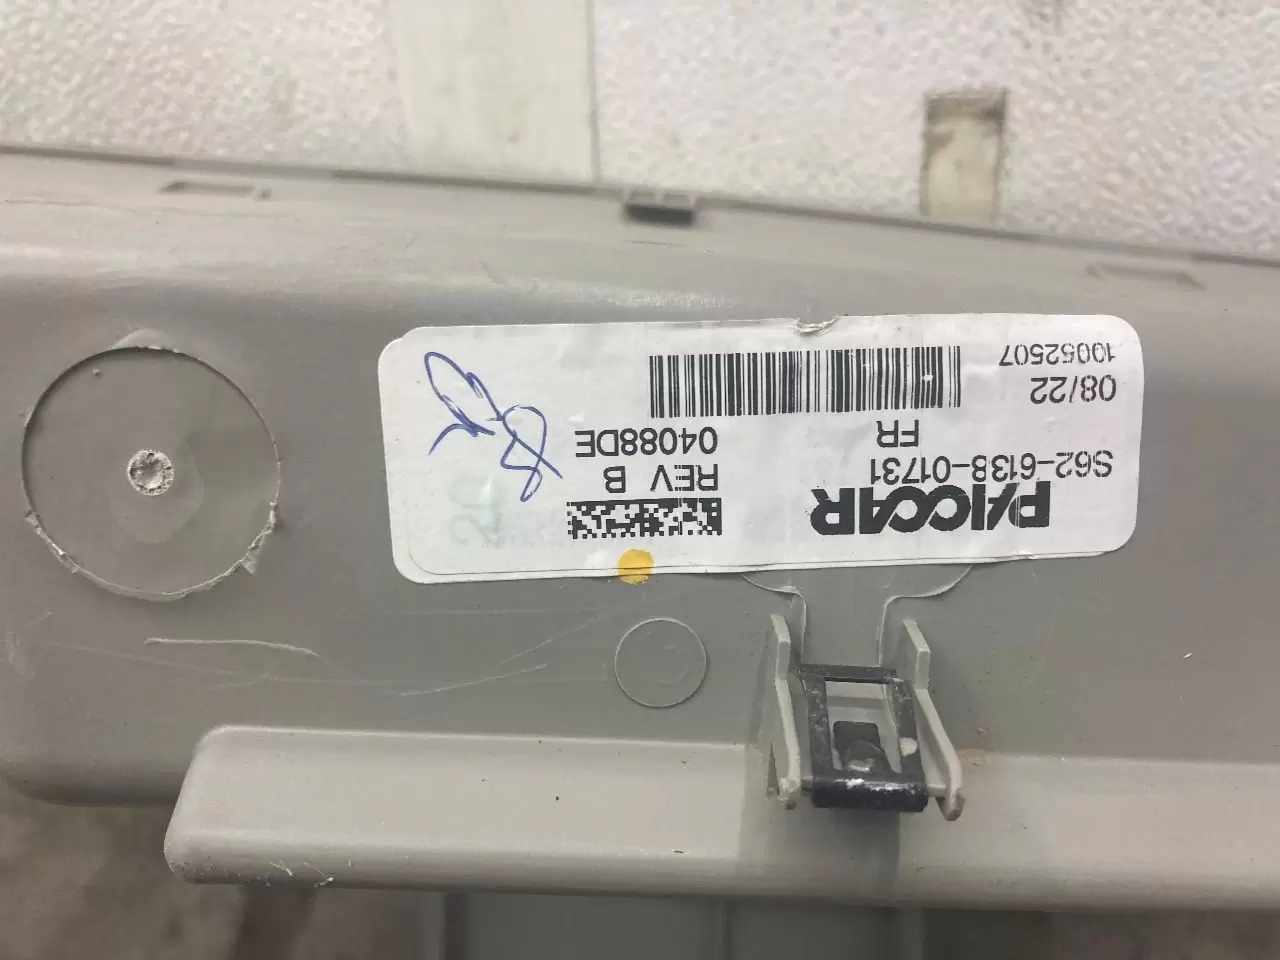 PACCAR
S62-6138-01731
FR
08/22
10052507
REV B
04088DE